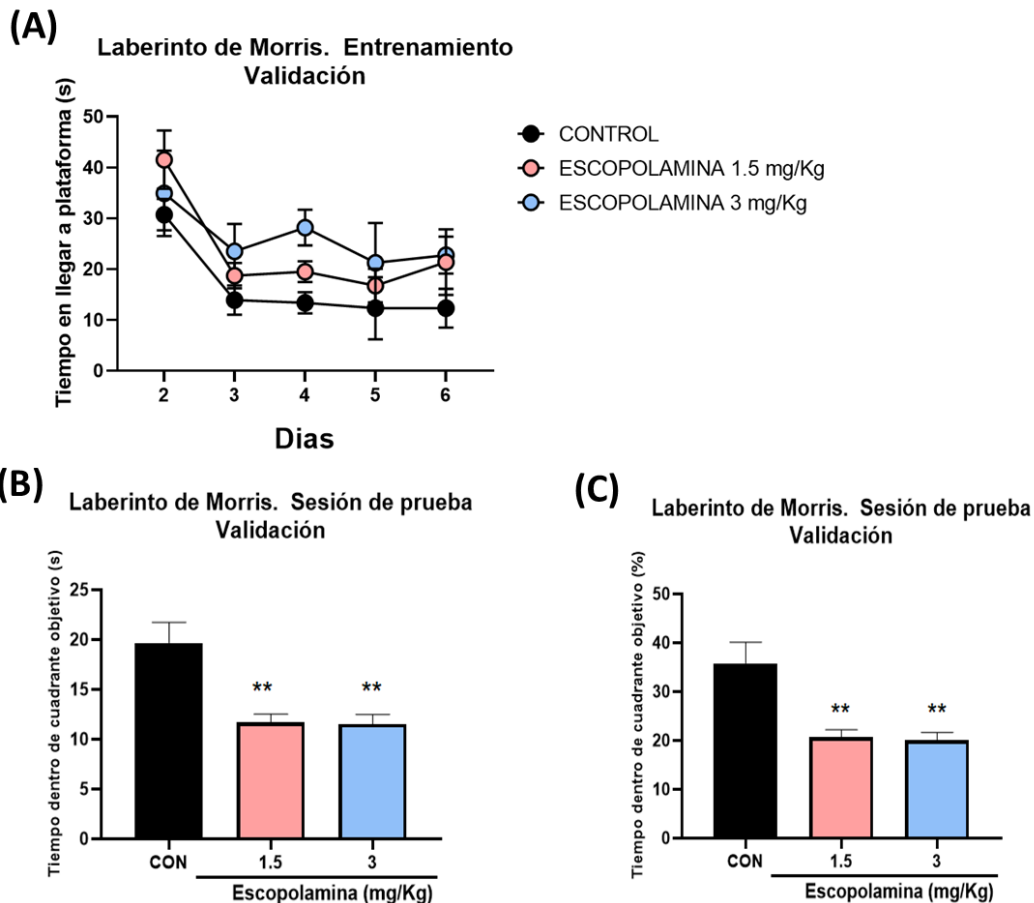 (A)
Laberinto de Morris. Entrenamiento
Validación
Tiempo en llegar a plataforma (s)
50
40
30
20
10
0
2 3 4 5 6
Dias
CONTROL
ESCOPOLAMINA 1.5 mg/Kg
ESCOPOLAMINA 3 mg/Kg
(B)
Laberinto de Morris. Sesión de prueba
Validación
Tiempo dentro de cuadrante objetivo (s)
25
20
15
10
5
0
** **
CON 1.5 3
Escopolamina (mg/Kg)
(C)
Laberinto de Morris. Sesión de prueba
Validación
Tiempo dentro de cuadrante objetivo (%)
50
40
30
20
10
0
** **
CON 1.5 3
Escopolamina (mg/Kg)